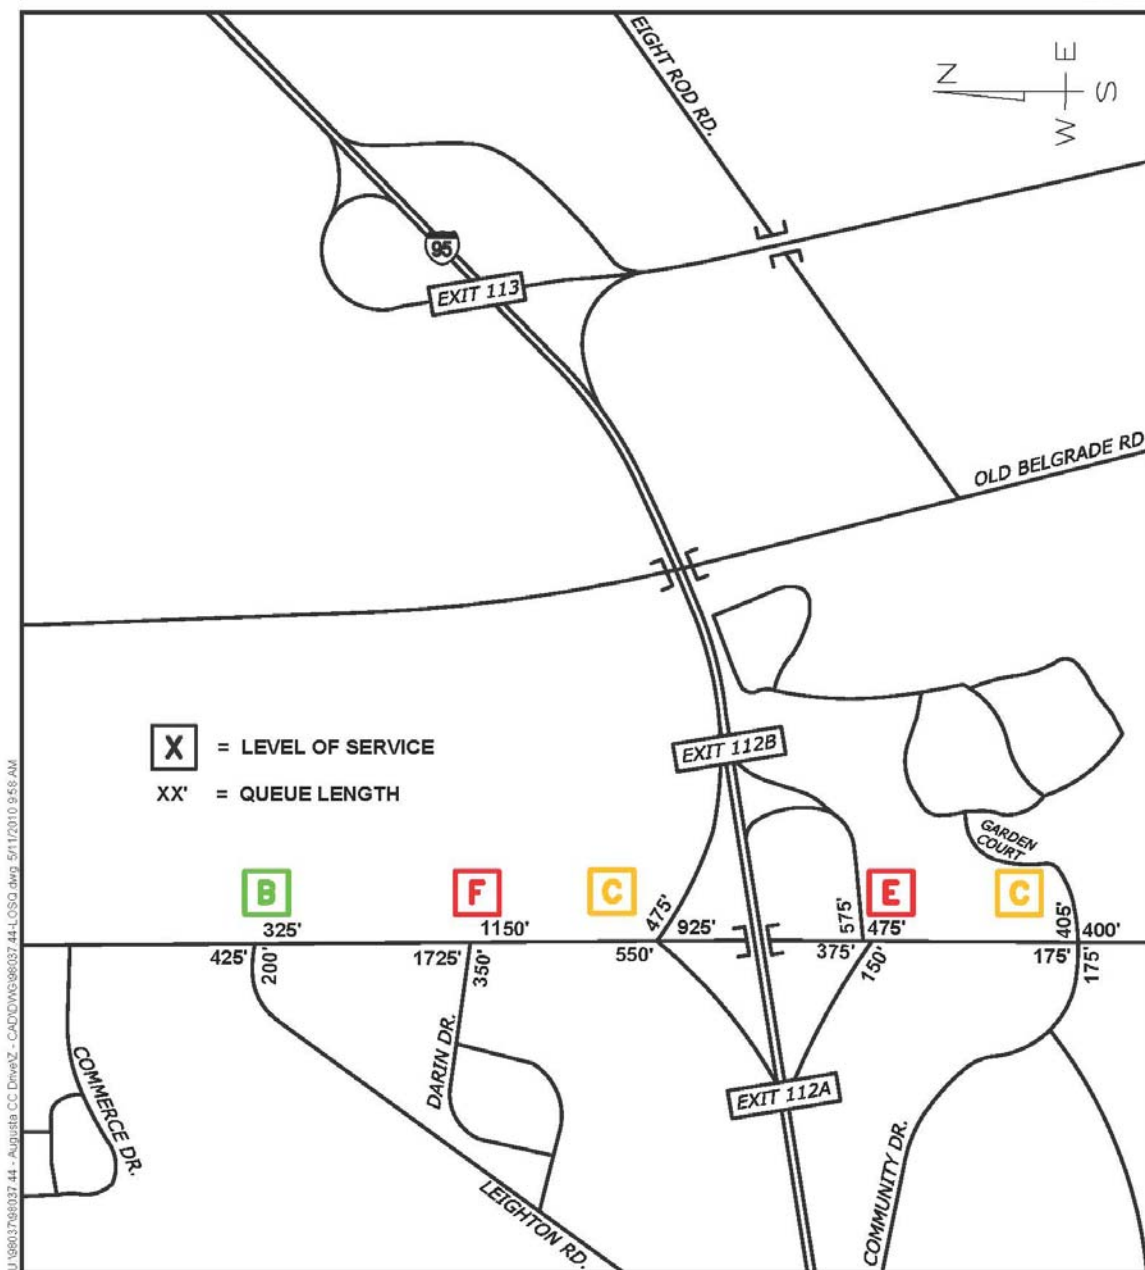 EIGHT ROD RD.
N
E
W
S
95
EXIT 113
OLD BELGRADE RD
EXIT 112B
X = LEVEL OF SERVICE
XX' = QUEUE LENGTH
GARDEN
COURT
B
F
C
E
C
325'
1150'
475'
925'
575'
475'
405'
400'
425'
200'
1725'
350'
550'
375'
150'
175'
175'
COMMERCE DR.
DARIN DR.
EXIT 112A
LEIGHTON RD.
COMMUNITY DR.